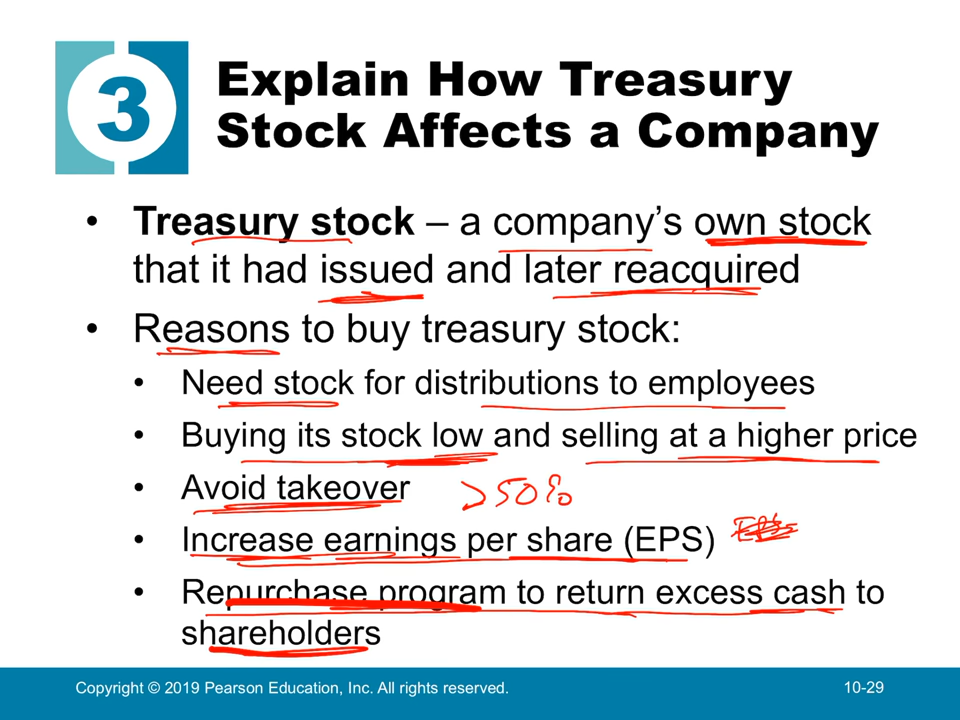 3
Explain How Treasury
Stock Affects a Company
• Treasury stock – a company's own stock
that it had issued and later reacquired
• Reasons to buy treasury stock:
• Need stock for distributions to employees
• Buying its stock low and selling at a higher price
• Avoid takeover >50%
• Increase earnings per share (EPS)
• Repurchase program to return excess cash to
shareholders
Copyright © 2019 Pearson Education, Inc. All rights reserved. 10-29